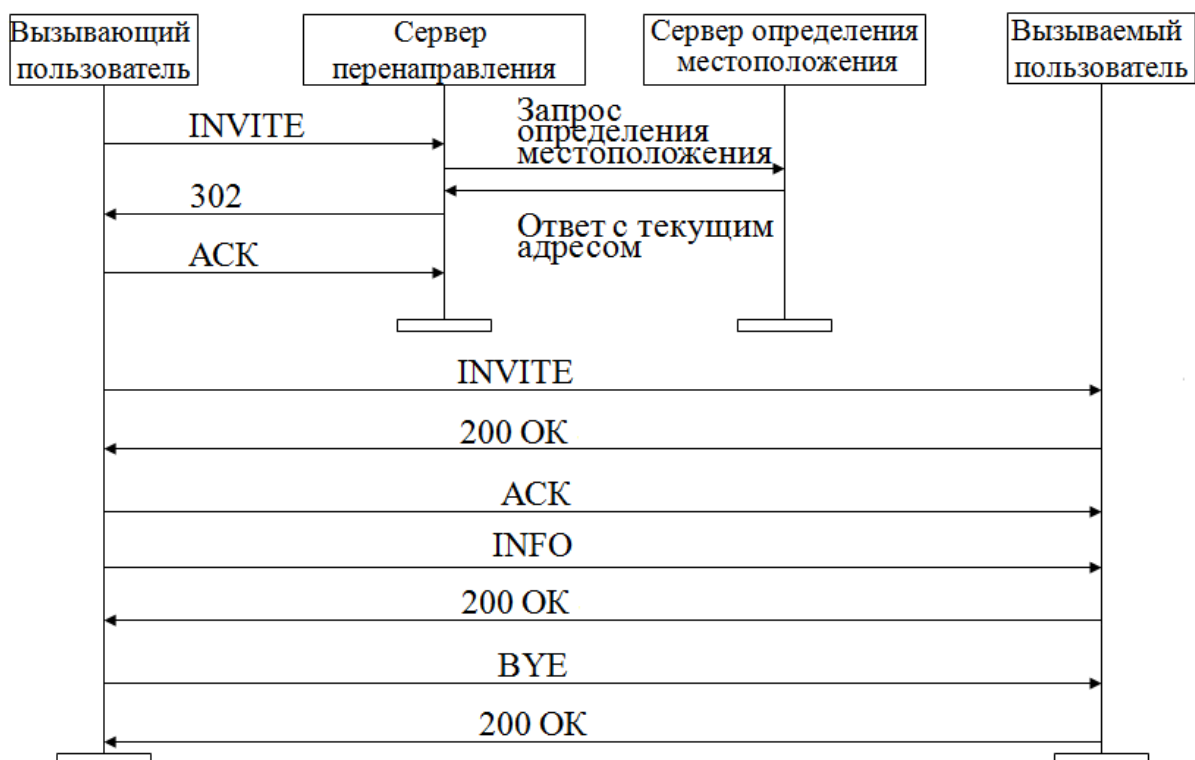 Вызывающий
пользователь
Сервер
перенаправления
Сервер определения
местоположения
Вызываемый
пользователь
INVITE
Запрос
определения
местоположения
302
Ответ с текущим
адресом
ACK
INVITE
200 OK
ACK
INFO
200 OK
BYE
200 OK